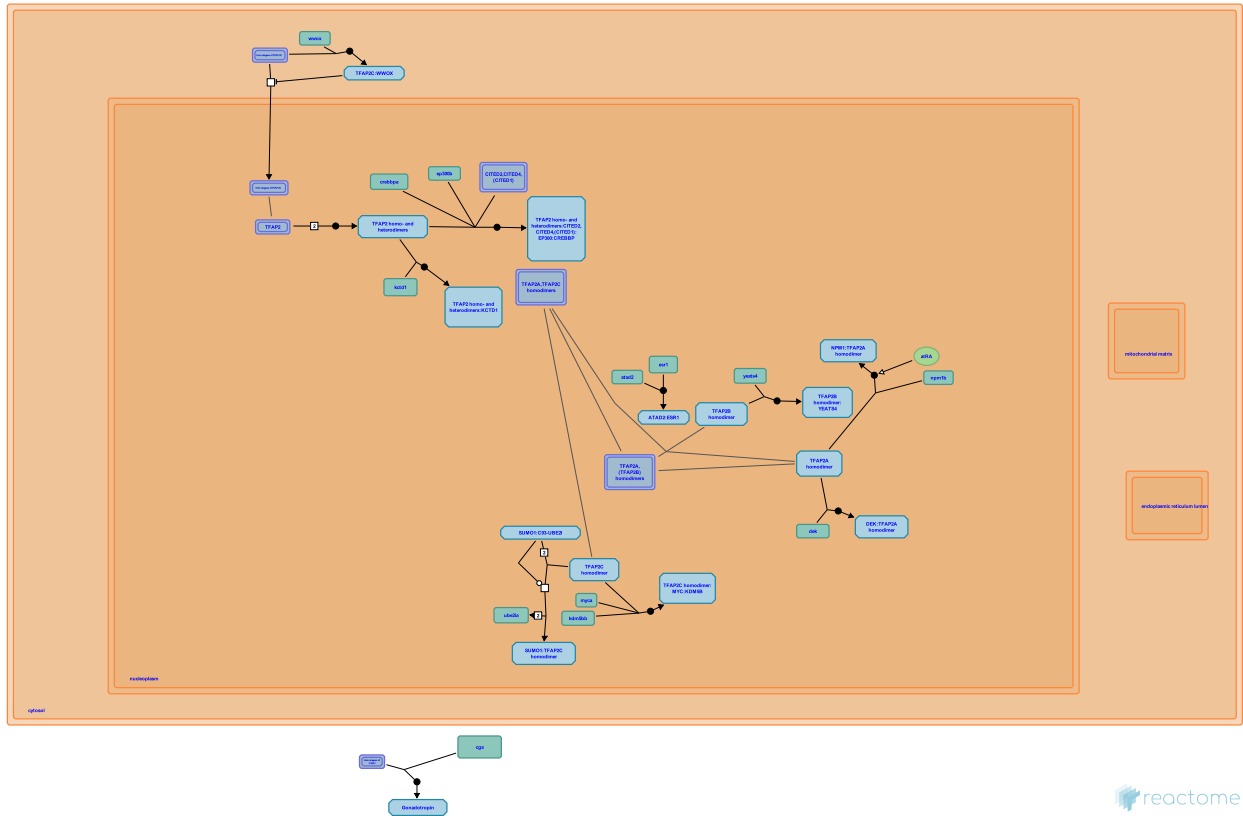 wwox
TFAP2C:WWOX
crebbpa
ep300b
CITED2,CITED4,
(CITED1)
TFAP2
2
TFAP2 homo- and
heterodimers
TFAP2 homo- and
heterodimers:CITED2,
CITED4,(CITED1):
EP300:CREBBP
kctd1
TFAP2 homo- and
heterodimers:KCTD1
TFAP2A,TFAP2C
homodimers
NPM1:TFAP2A
homodimer
atRA
npm1b
esr1
atad2
yeats4
ATAD2:ESR1
TFAP2B
homodimer
TFAP2B
homodimer:
YEATS4
mitochondrial matrix
TFAP2A,
(TFAP2B)
homodimers
TFAP2A
homodimer
endoplasmic reticulum lumen
dek
DEK:TFAP2A
homodimer
SUMO1:C93-UBE2I
2
TFAP2C
homodimer
TFAP2C homodimer:
MYC:KDM5B
myca
kdm5bb
ube2ia
2
SUMO1:TFAP2C
homodimer
nucleoplasm
cytosol
cga
Gonadotropin
reactome